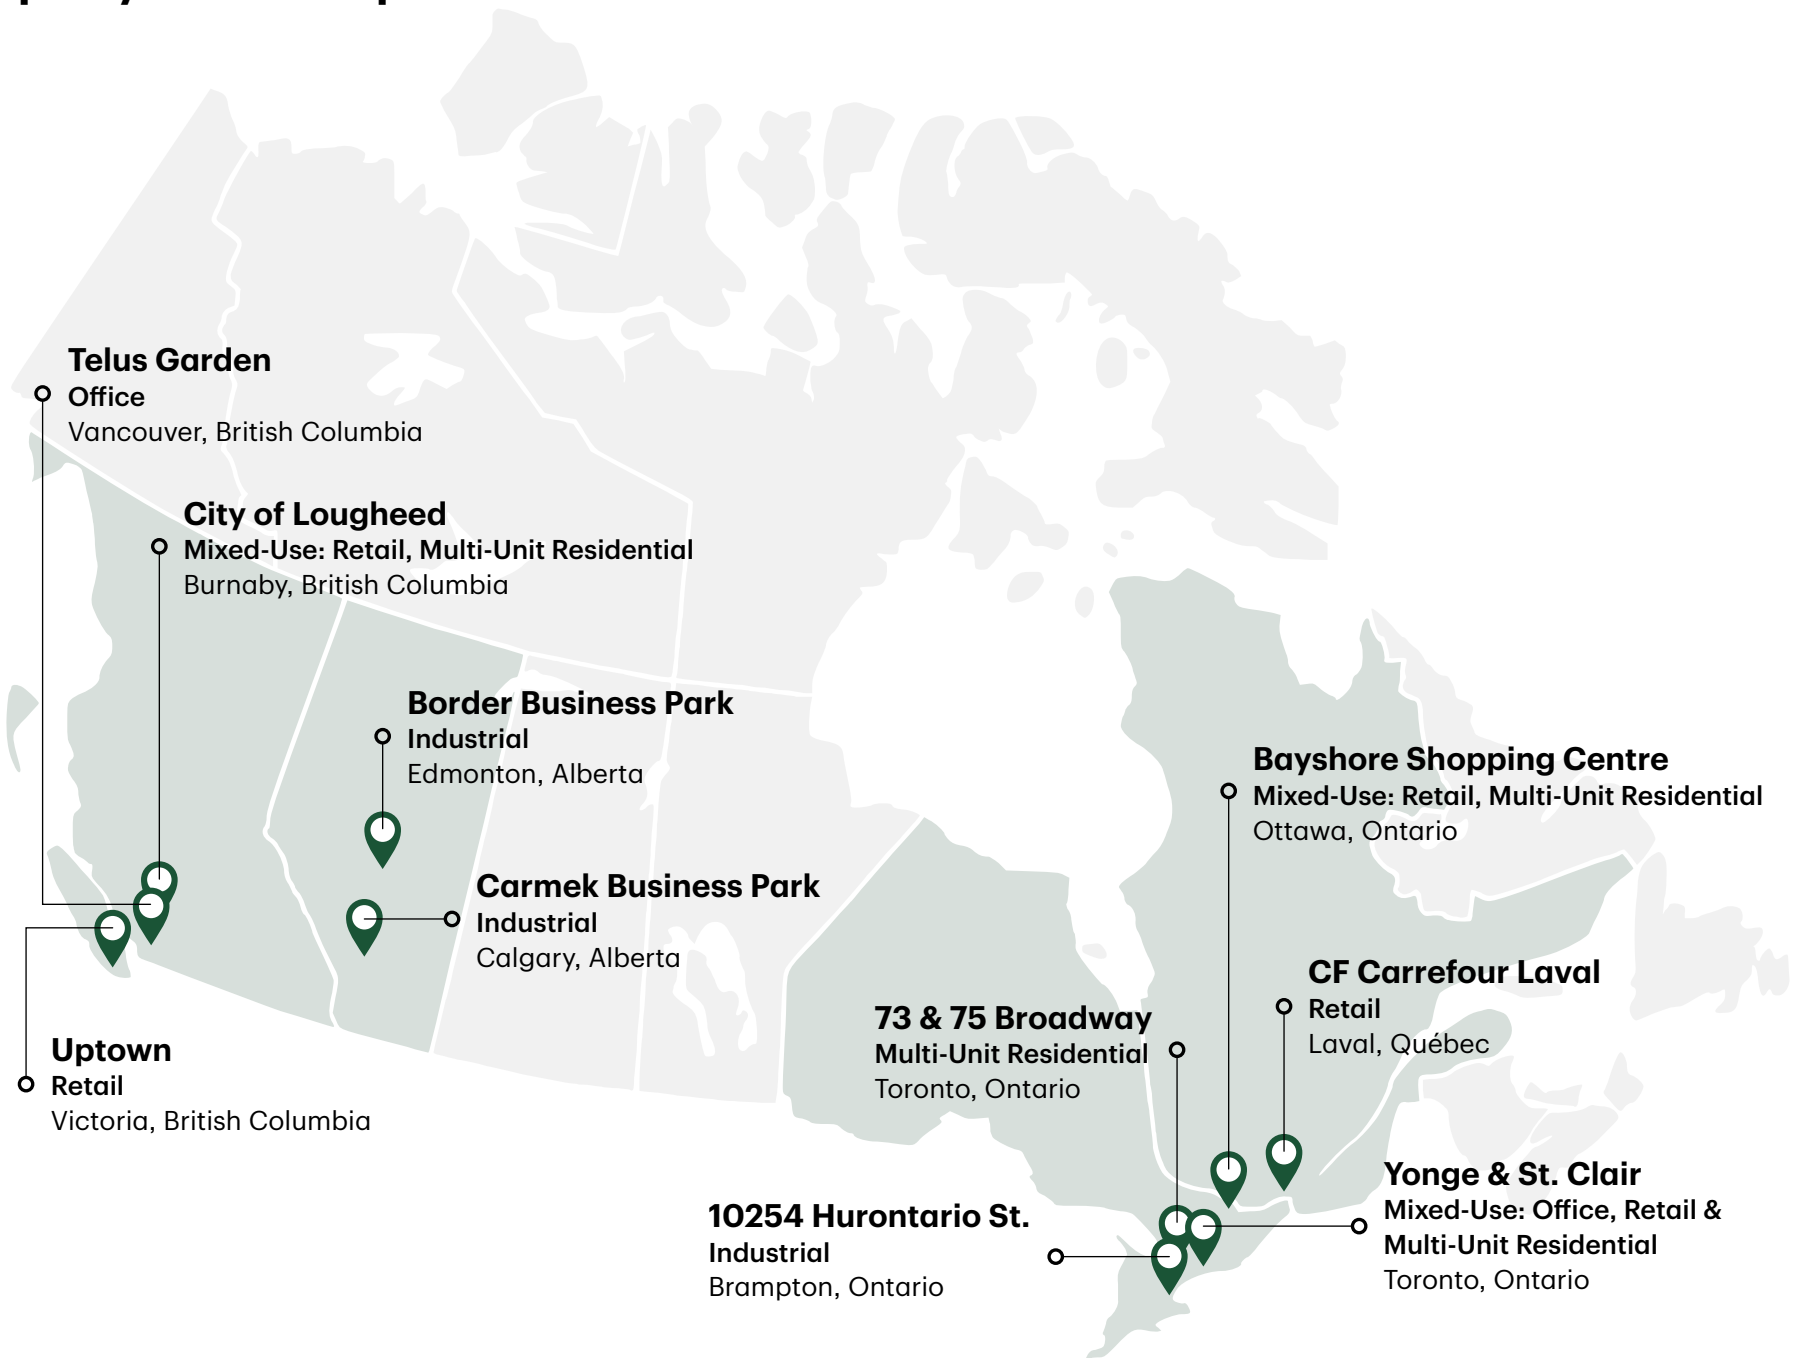 Telus Garden
Office
Vancouver, British Columbia
City of Lougheed
Mixed-Use: Retail, Multi-Unit Residential
Burnaby, British Columbia
Border Business Park
Industrial
Edmonton, Alberta
Bayshore Shopping Centre
Mixed-Use: Retail, Multi-Unit Residential
Ottawa, Ontario
Carmek Business Park
Industrial
Calgary, Alberta
CF Carrefour Laval
Retail
Laval, Québec
73 & 75 Broadway
Multi-Unit Residential
Toronto, Ontario
Uptown
Retail
Victoria, British Columbia
Yonge & St. Clair
Mixed-Use: Office, Retail &
Multi-Unit Residential
Toronto, Ontario
10254 Hurontario St.
Industrial
Brampton, Ontario